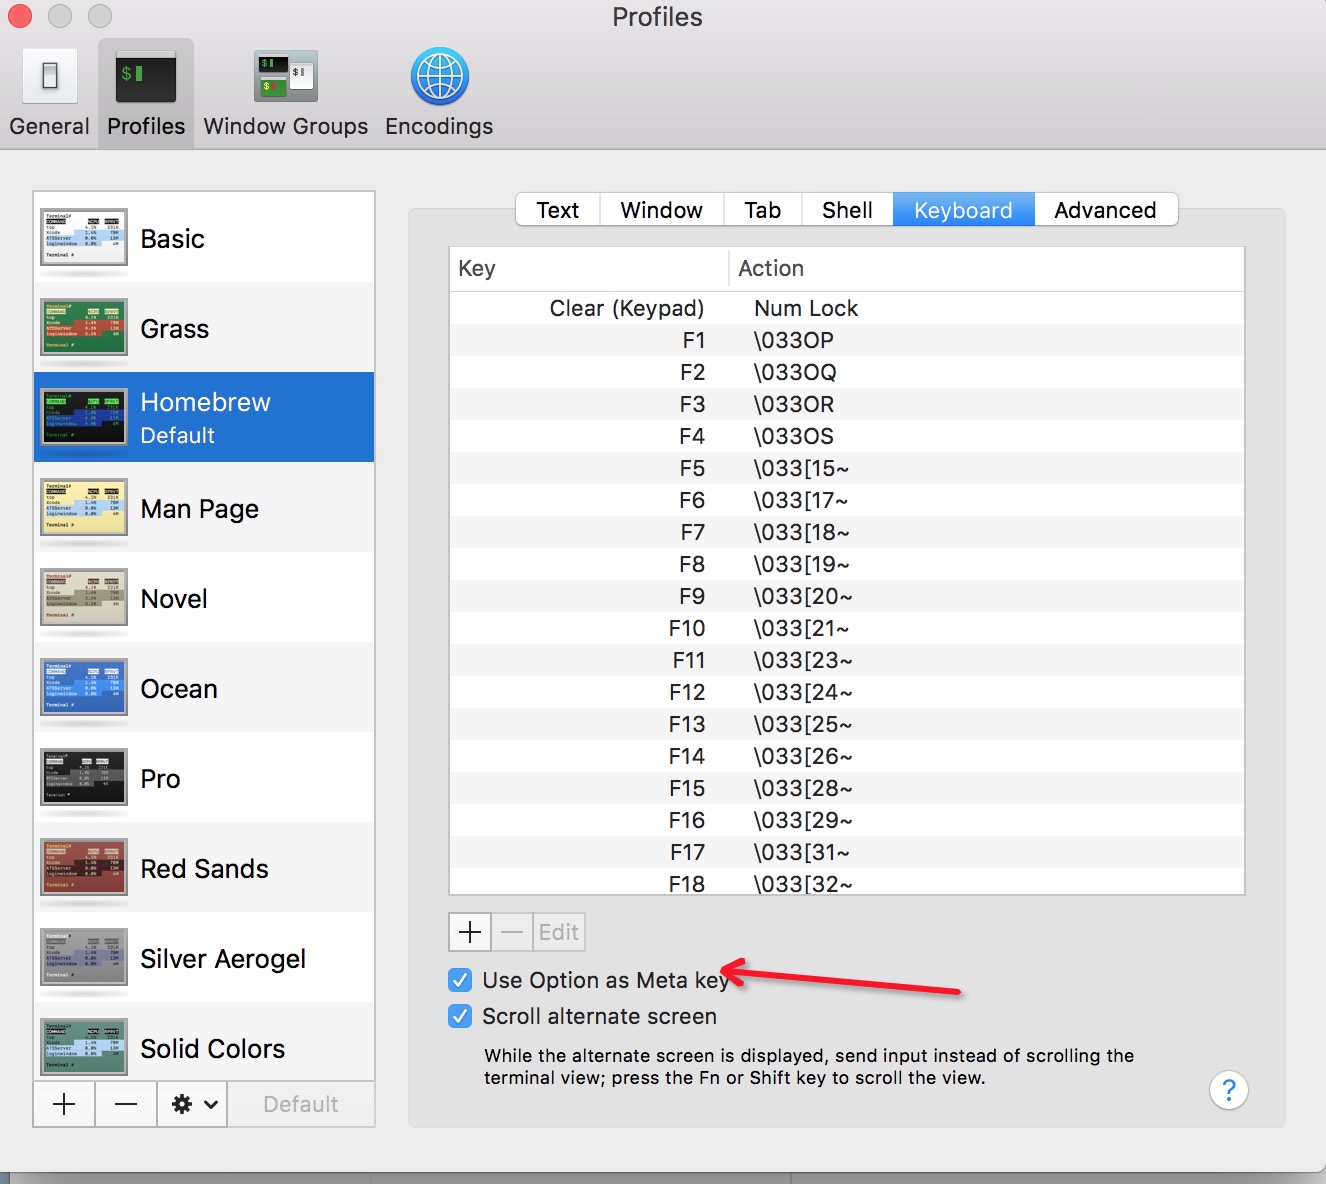 Profiles
General
Profiles
Window Groups
Encodings
Basic
Grass
Homebrew
Default
Man Page
Novel
Ocean
Pro
Red Sands
Silver Aerogel
Solid Colors
Default
Text
Window
Tab
Shell
Keyboard
Advanced
Key Action
Clear (Keypad) Num Lock
F1 \033OP
F2 \033OQ
F3 \033OR
F4 \033OS
F5 \033[15~
F6 \033[17~
F7 \033[18~
F8 \033[19~
F9 \033[20~
F10 \033[21~
F11 \033[23~
F12 \033[24~
F13 \033[25~
F14 \033[26~
F15 \033[28~
F16 \033[29~
F17 \033[31~
F18 \033[32~
Edit
Use Option as Meta key
Scroll alternate screen
While the alternate screen is displayed, send input instead of scrolling the
terminal view; press the Fn or Shift key to scroll the view.
?